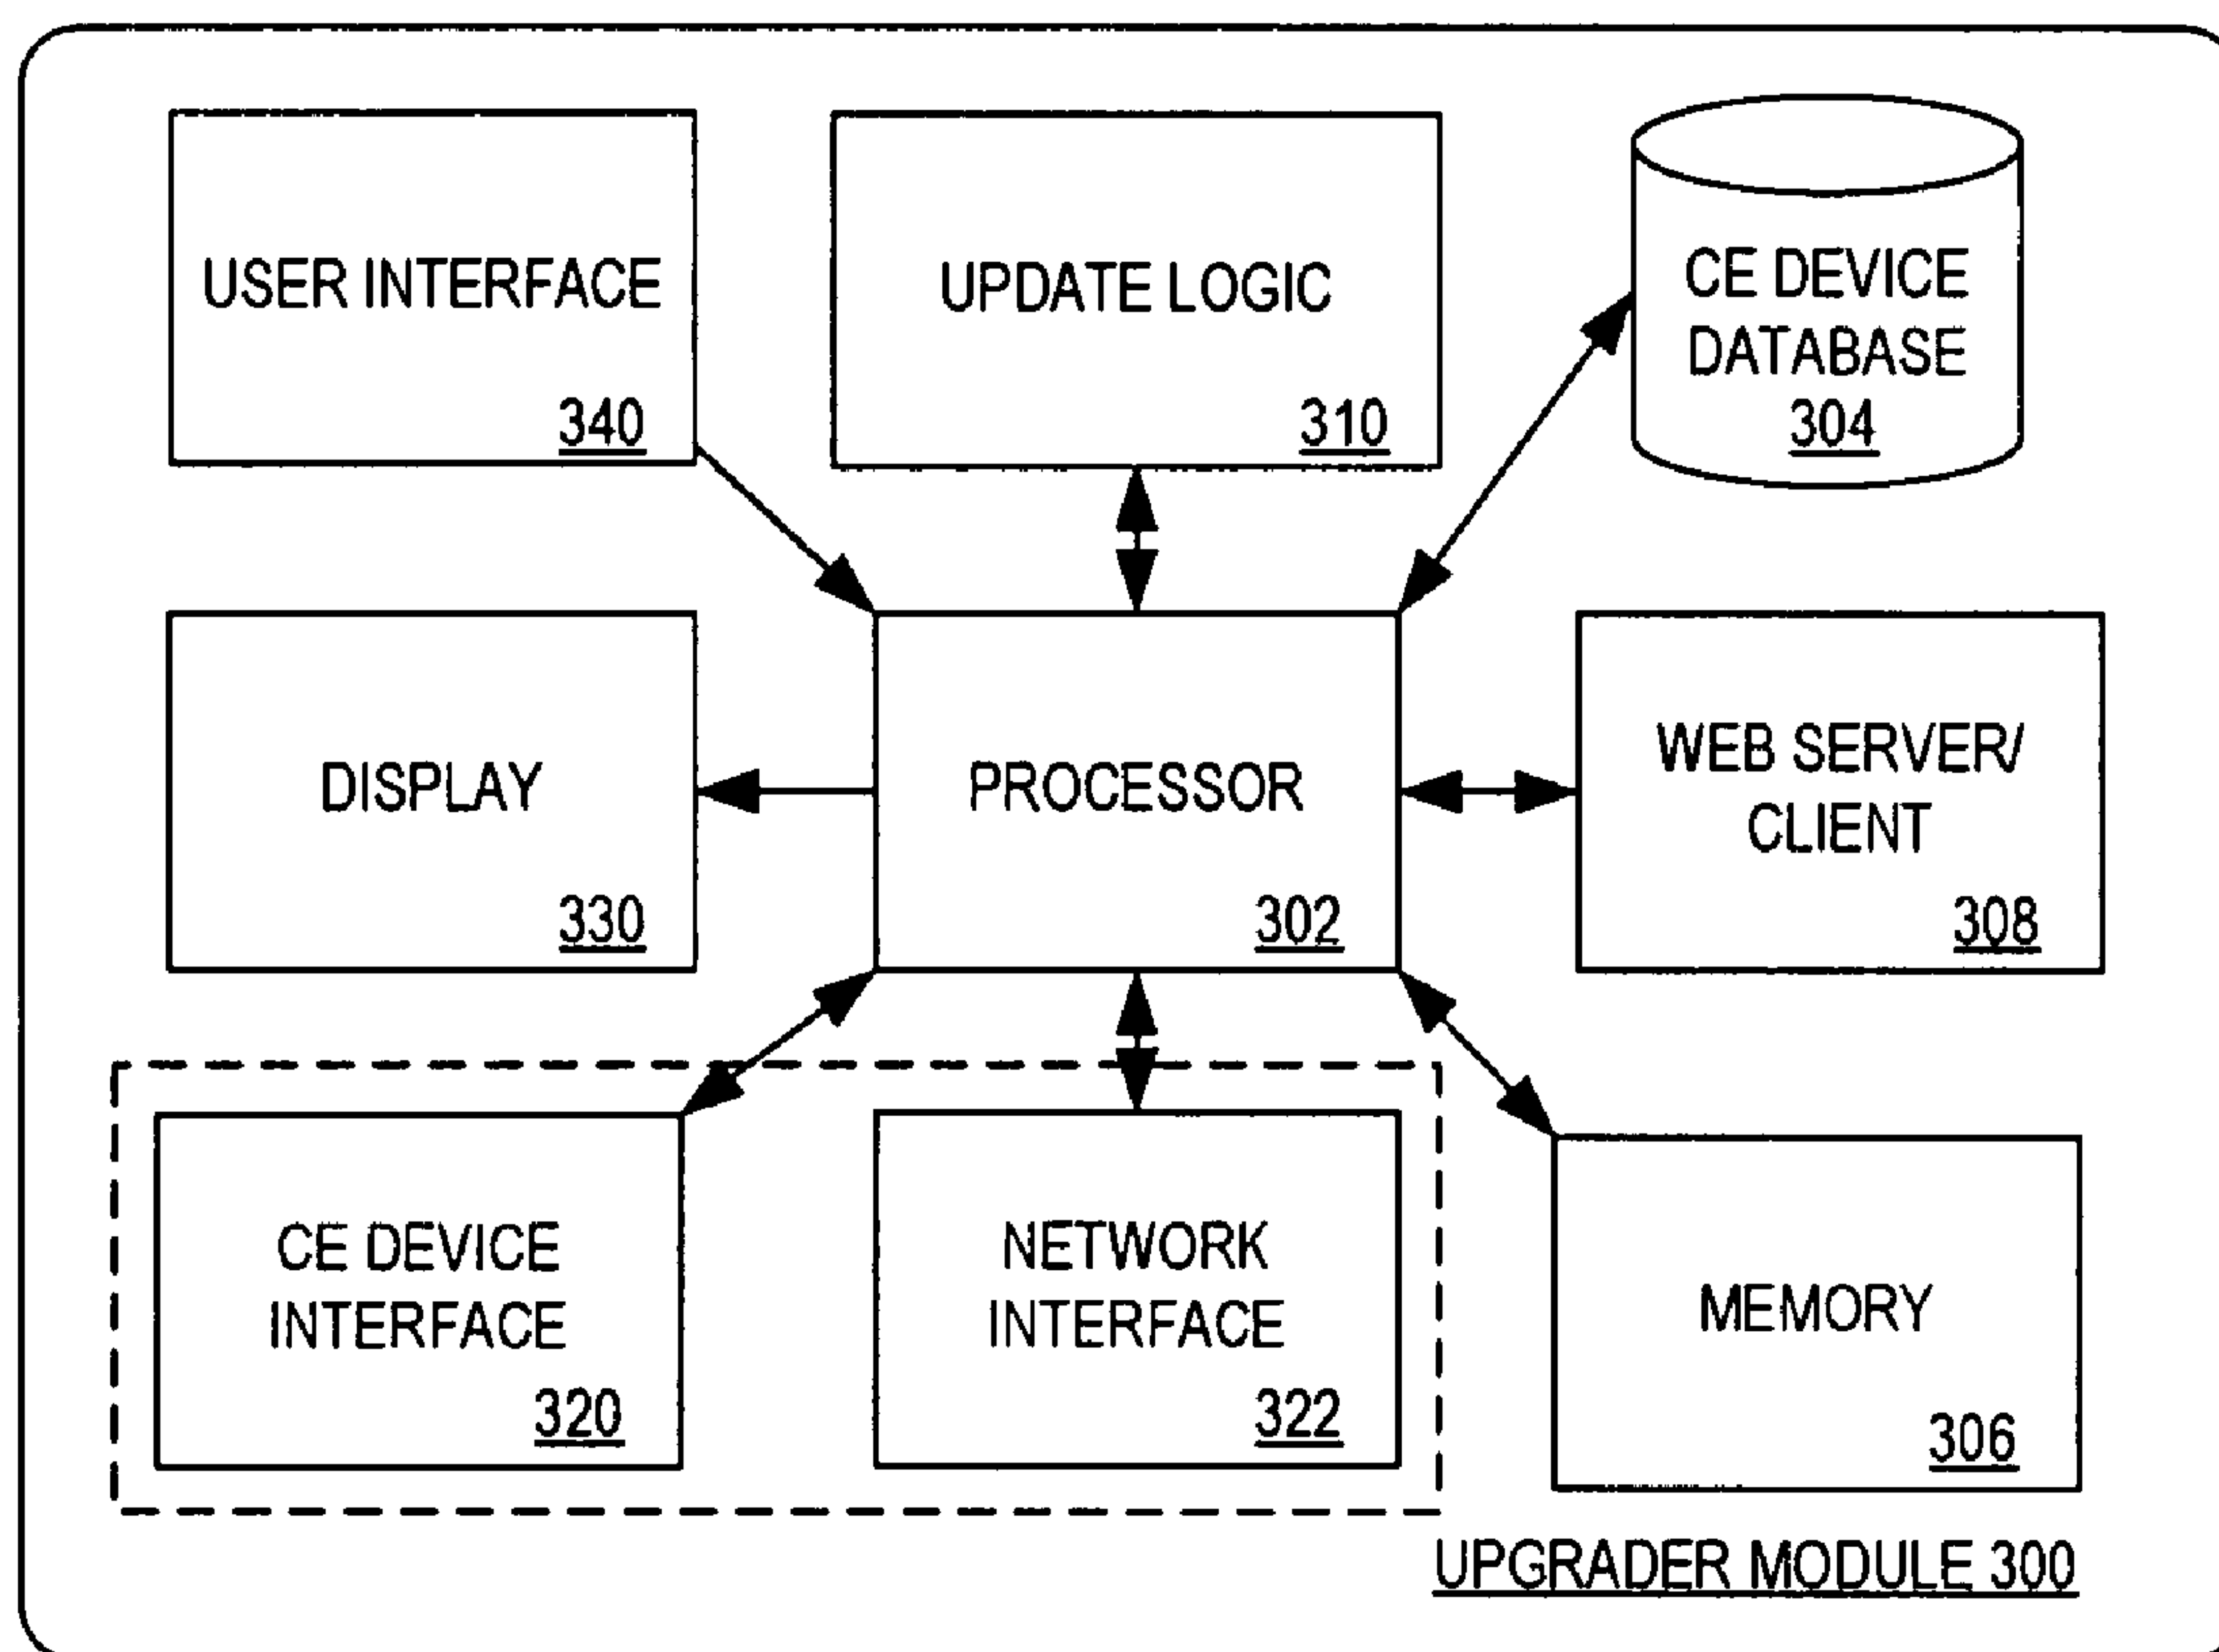 USER INTERFACE
340
UPDATE LOGIC
310
CE DEVICE
DATABASE
304
DISPLAY
330
PROCESSOR
302
WEB SERVER/
CLIENT
308
CE DEVICE
INTERFACE
320
NETWORK
INTERFACE
322
MEMORY
306
UPGRADER MODULE 300